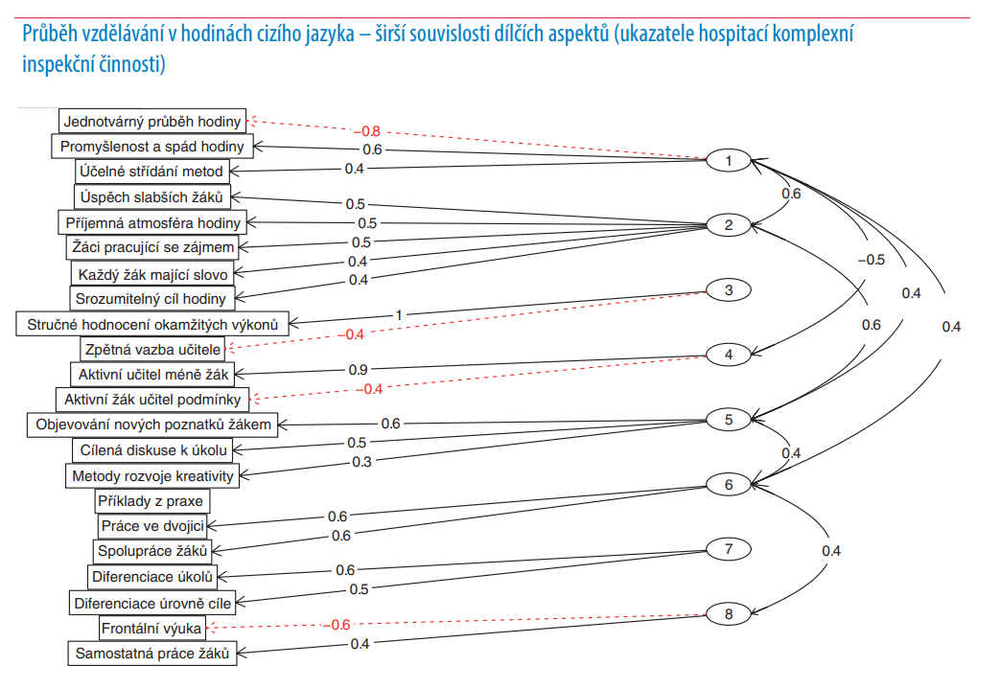 Průběh vzdělávání v hodinách cizího jazyka – širší souvislosti dílčích aspektů (ukazatele hospitací komplexní
inspekční činnosti)
Jednotvárný průběh hodiny
−0.8
Promyšlenost a spád hodiny
0.6
1
Účelné střídání metod
0.4
Úspěch slabších žáků
0.5
0.6
Příjemná atmosféra hodiny
0.5
2
Žáci pracující se zájmem
0.5
Každý žák mající slovo
0.4
−0.5
Srozumitelný cíl hodiny
0.4
3
0.4
Stručné hodnocení okamžitých výkonů
1
0.6
0.4
Zpětná vazba učitele
−0.4
4
Aktivní učitel méně žák
0.9
Aktivní žák učitel podmínky
−0.4
Objevování nových poznatků žákem
0.6
5
Cílená diskuse k úkolu
0.5
0.4
Metody rozvoje kreativity
0.3
6
Příklady z praxe
Práce ve dvojici
0.6
Spolupráce žáků
0.6
7
0.4
Diferenciace úkolů
0.6
Diferenciace úrovně cíle
0.5
8
Frontální výuka
−0.6
Samostatná práce žáků
0.4